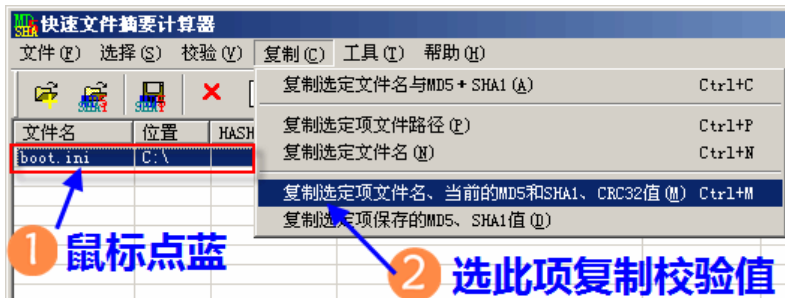 MD5 SHA 快速文件摘要计算器
文件(F) 选择(S) 校验(V) 复制(C) 工具(T) 帮助(H)
复制选定文件名与MD5+SHA1(A) Ctrl+C
复制选定项文件路径(P) Ctrl+P
复制选定文件名(N) Ctrl+N
复制选定项文件名、当前的MD5和SHA1、CRC32值(M) Ctrl+M
复制选定项保存的MD5、SHA1值(D)
文件名 位置 HASH
boot.ini C:\
1 鼠标点蓝
2 选此项复制校验值